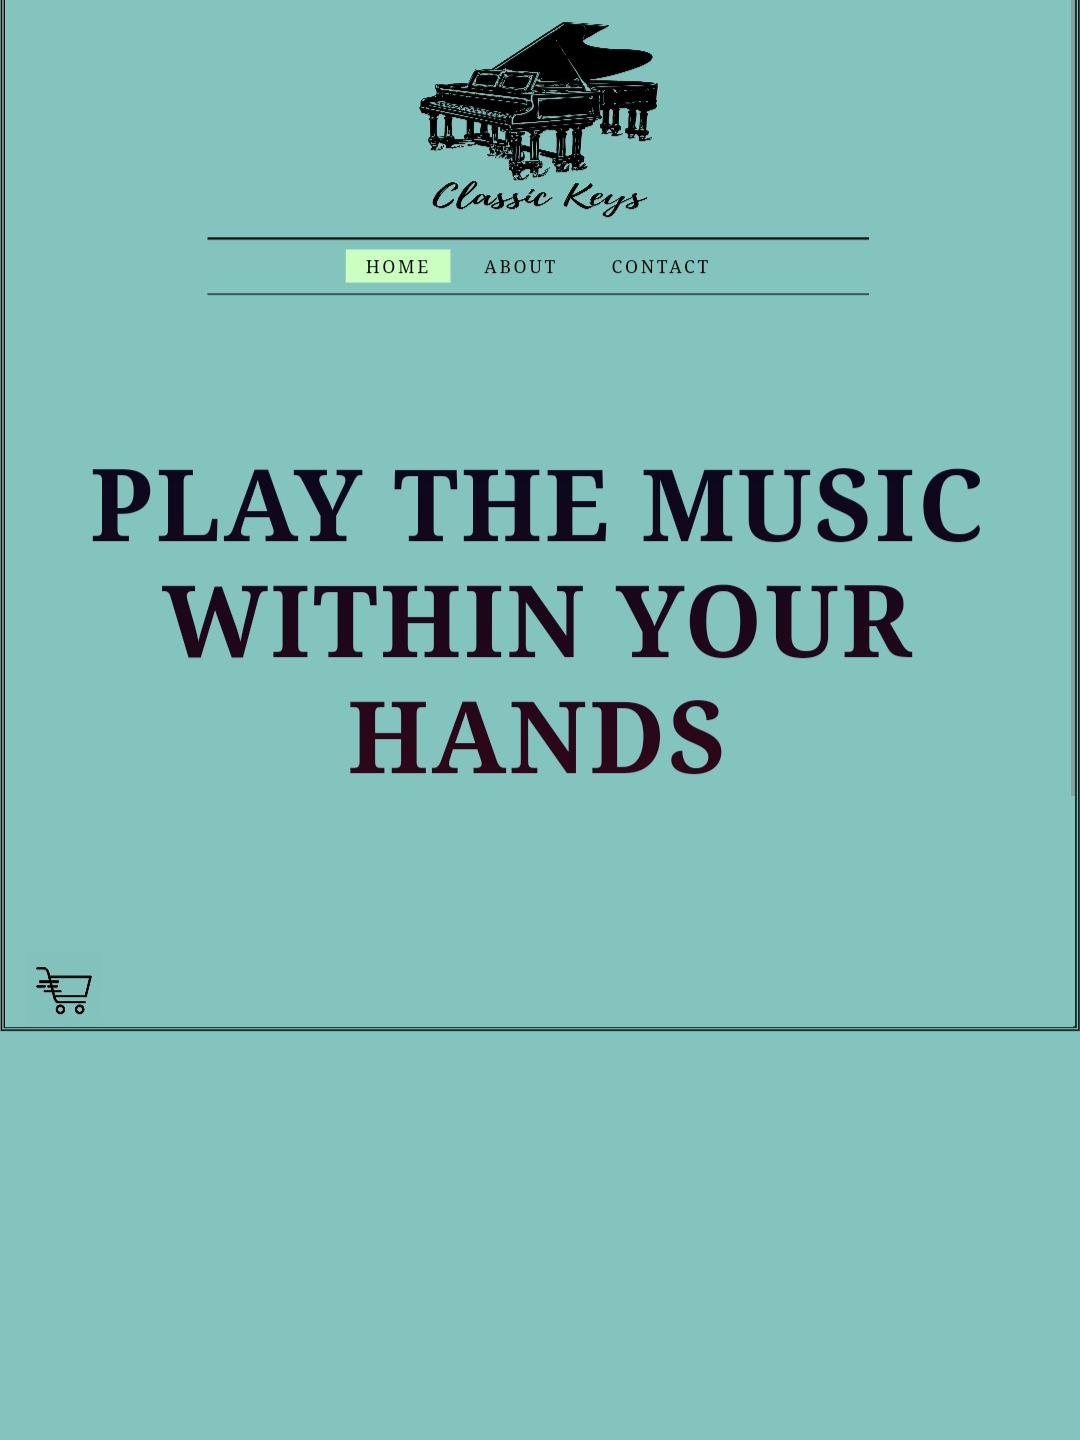 Classic Keys
HOME ABOUT CONTACT
PLAY THE MUSIC
WITHIN YOUR
HANDS